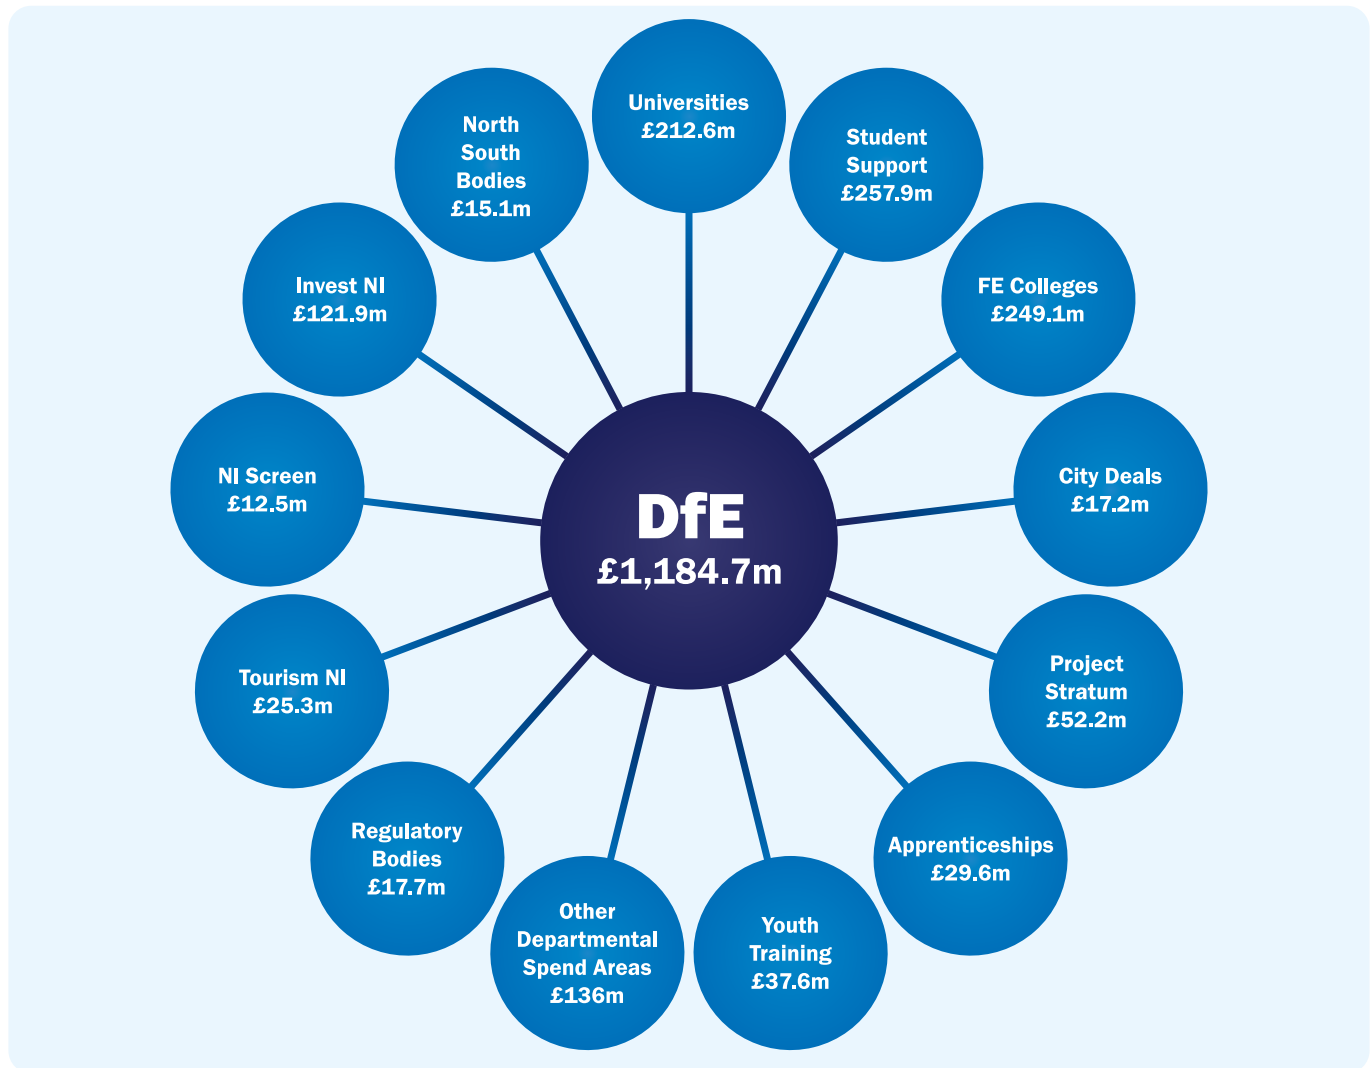 Universities
£212.6m
Student
Support
£257.9m
FE Colleges
£249.1m
City Deals
£17.2m
Project
Stratum
£52.2m
Apprenticeships
£29.6m
Youth
Training
£37.6m
Other
Departmental
Spend Areas
£136m
Regulatory
Bodies
£17.7m
Tourism NI
£25.3m
NI Screen
£12.5m
Invest NI
£121.9m
North
South
Bodies
£15.1m
DfE
£1,184.7m